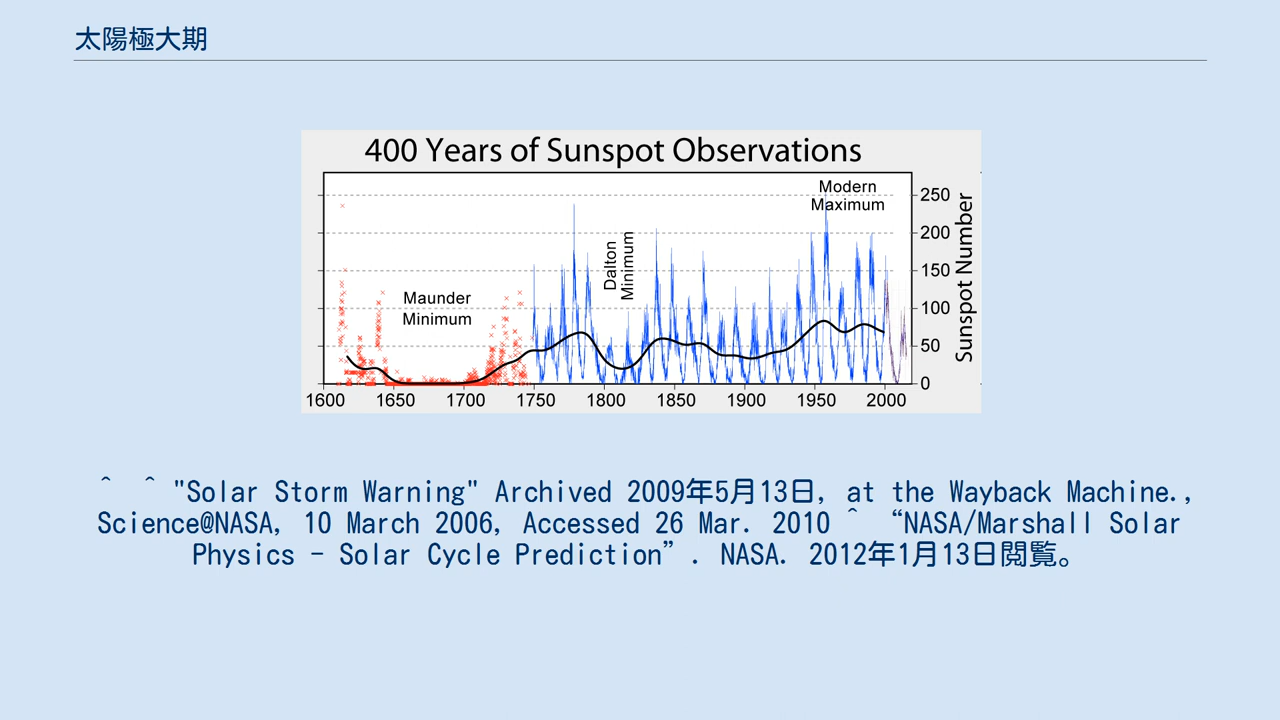 太陽極大期
400 Years of Sunspot Observations
Modern
Maximum
Dalton
Minimum
Maunder
Minimum
250
200
150
100
50
0
Sunspot Number
1600 1650 1700 1750 1800 1850 1900 1950 2000
^ ^ "Solar Storm Warning" Archived 2009年5月13日, at the Wayback Machine.,
Science@NASA, 10 March 2006, Accessed 26 Mar. 2010 ^ “NASA/Marshall Solar
Physics - Solar Cycle Prediction”. NASA. 2012年1月13日閲覧。